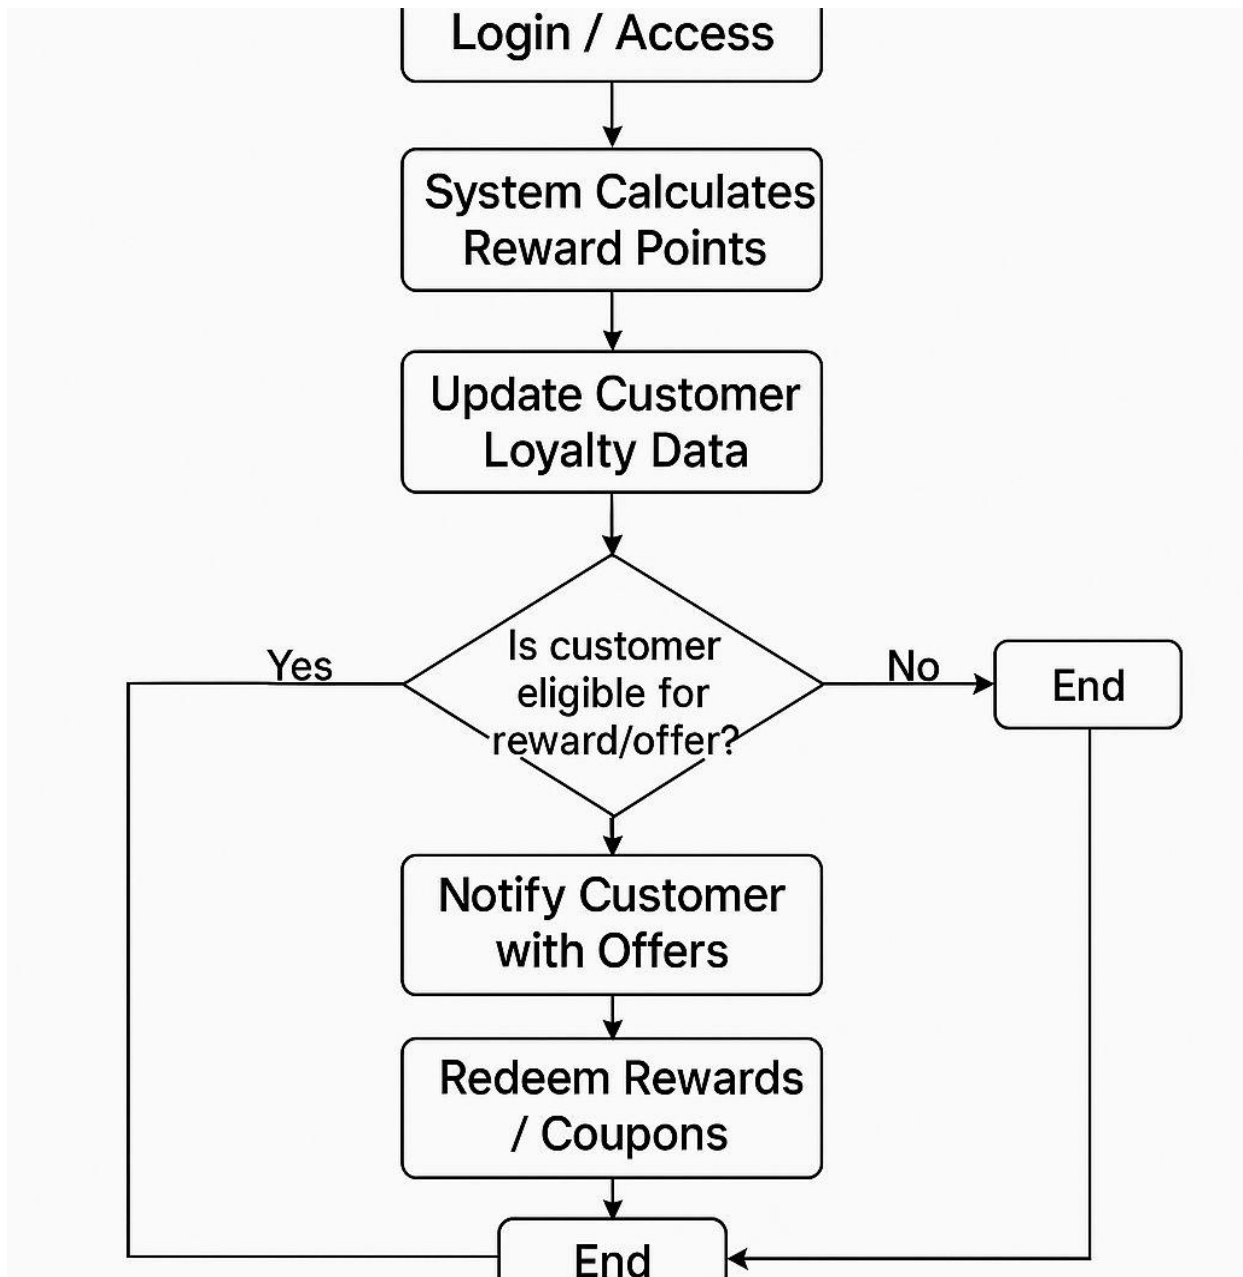 Login / Access
System Calculates
Reward Points
Update Customer
Loyalty Data
Is customer
eligible for
reward/offer?
Yes
No
End
Notify Customer
with Offers
Redeem Rewards
/ Coupons
End